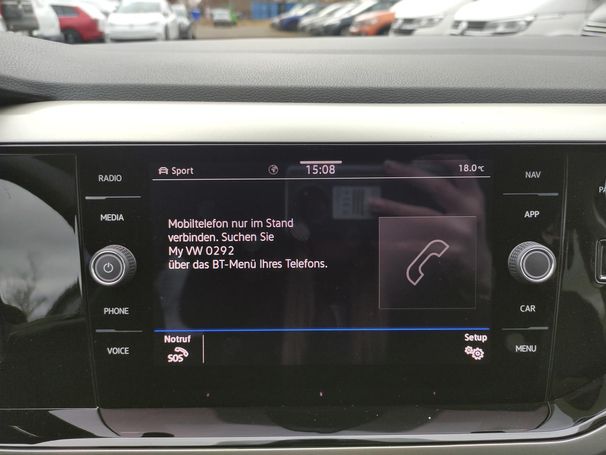 Sport 15:08 18.0°C
RADIO
MEDIA
PHONE
VOICE
Mobiltelefon nur im Stand
verbinden. Suchen Sie
My VW 0292
über das BT-Menü Ihres Telefons.
Notruf
SOS
Setup
NAV
APP
CAR
MENU